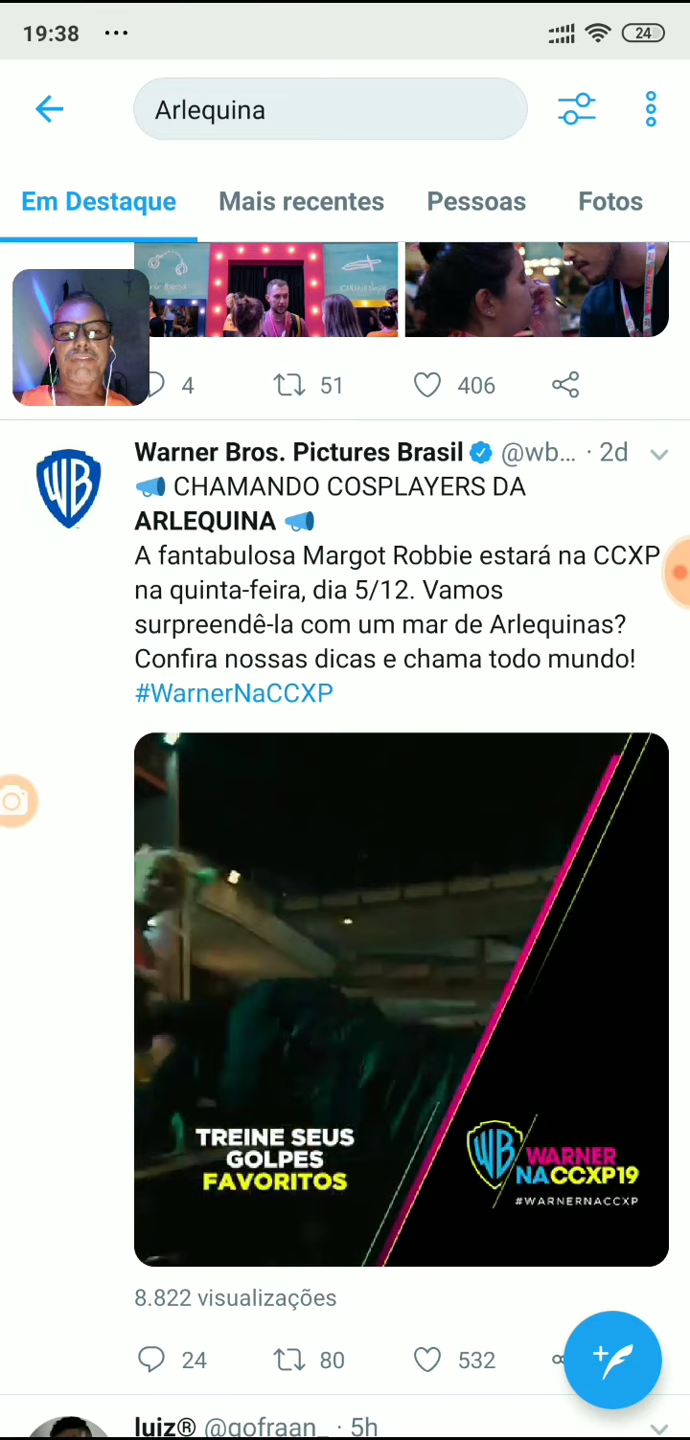 19:38 ... 24
Arlequina
Em Destaque Mais recentes Pessoas Fotos
4 51 406
Warner Bros. Pictures Brasil @wb... · 2d
CHAMANDO COSPLAYERS DA
ARLEQUINA
A fantabulosa Margot Robbie estará na CCXP
na quinta-feira, dia 5/12. Vamos
surpreendê-la com um mar de Arlequinas?
Confira nossas dicas e chama todo mundo!
#WarnerNaCCXP
TREINE SEUS
GOLPES
FAVORITOS
WB WARNER
NACCXP19
#WARNERNACCXP
8.822 visualizações
24 80 532
luiz® @gofraan_ · 5h